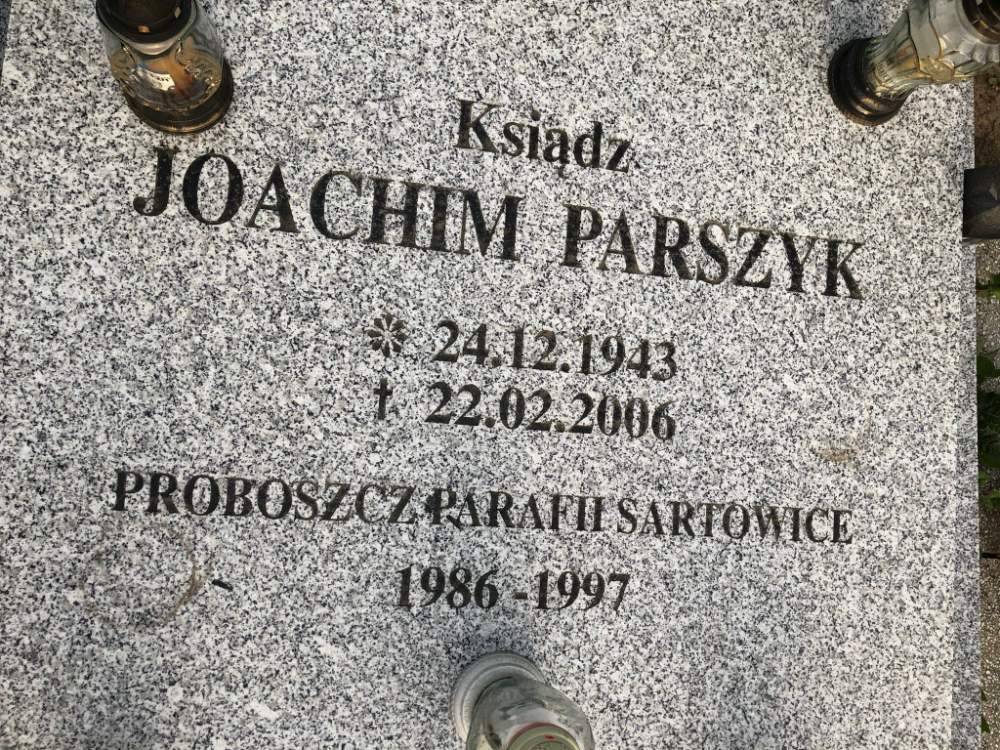 Ksiądz
JOACHIM PARSZYK
24.12.1943
† 22.02.2006
PROBOSZCZ PARAFII SARTOWICE
1986 - 1997